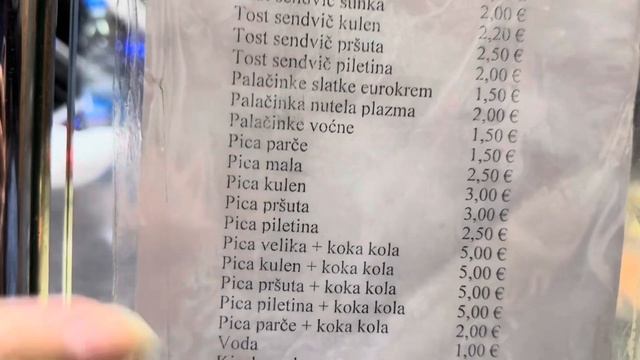 Tost sendvič šunka 2,00 €
Tost sendvič kulen 2,20 €
Tost sendvič pršuta 2,50 €
Tost sendvič piletina 2,00 €
Palačinke slatke eurokrem 1,50 €
Palačinka nutela plazma 2,00 €
Palačinke voćne 1,50 €
Pica parče 1,50 €
Pica mala 2,50 €
Pica kulen 3,00 €
Pica pršuta 3,00 €
Pica piletina 2,50 €
Pica velika + koka kola 5,00 €
Pica kulen + koka kola 5,00 €
Pica pršuta + koka kola 5,00 €
Pica piletina + koka kola 5,00 €
Pica parče + koka kola 2,00 €
Voda 1,00 €